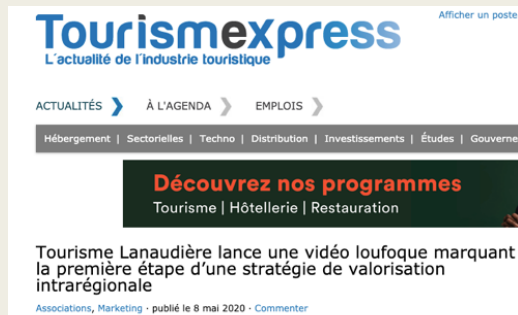 Afficher un poste
Tourismexpress
L'actualité de l'industrie touristique
ACTUALITÉS ❯ À L'AGENDA ❯ EMPLOIS ❯
Hébergement | Sectorielles | Techno | Distribution | Investissements | Études | Gouverne
Découvrez nos programmes
Tourisme | Hôtellerie | Restauration
Tourisme Lanaudière lance une vidéo loufoque marquant
la première étape d'une stratégie de valorisation
intrarégionale
Associations, Marketing · publié le 8 mai 2020 · Commenter